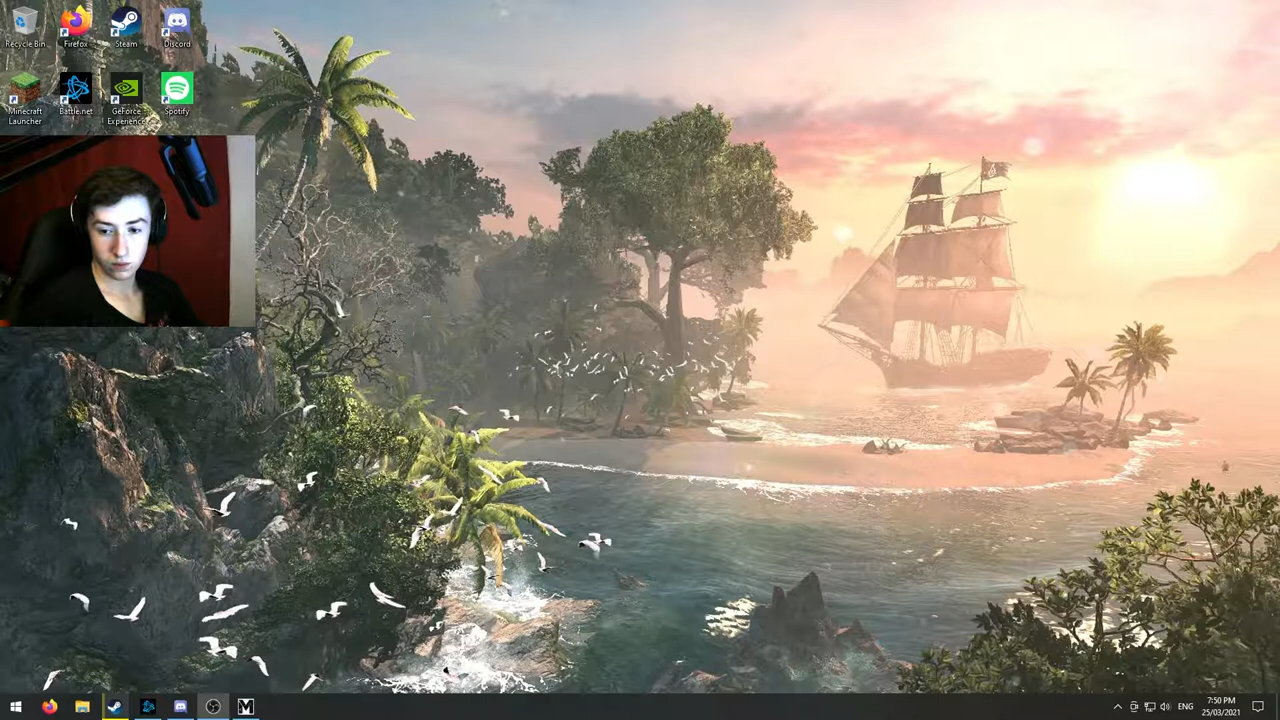 Recycle Bin
Firefox
Steam
Discord
Minecraft
Launcher
Battle.net
GeForce
Experience
Spotify
M
ENG
7:50 PM
25/03/2021